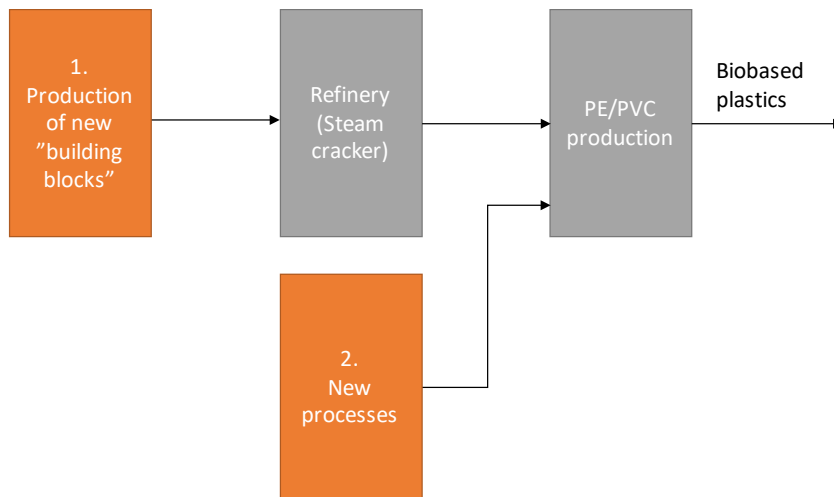 1.
Production
of new
”building
blocks”
Refinery
(Steam
cracker)
PE/PVC
production
Biobased
plastics
2.
New
processes